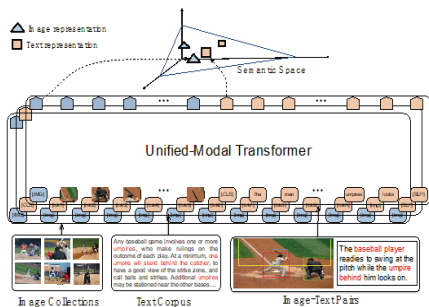 Image representation
Text representation
Semantic Space
Unified-Modal Transformer
[IMG]
[CLS]
The
man
umpire
looks
[SEP]
Any baseball game involves one or more
umpires, who make rulings on the
outcome of each play. At a minimum, one
umpire will stand behind the catcher, to
have a good view of the strike zone, and
call balls and strikes. Additional umpires
may be stationed near the other bases ...
The baseball player
readies to swing at the
pitch while the umpire
behind him looks on.
Image Collections
Text Corpus
Image-Text Pairs